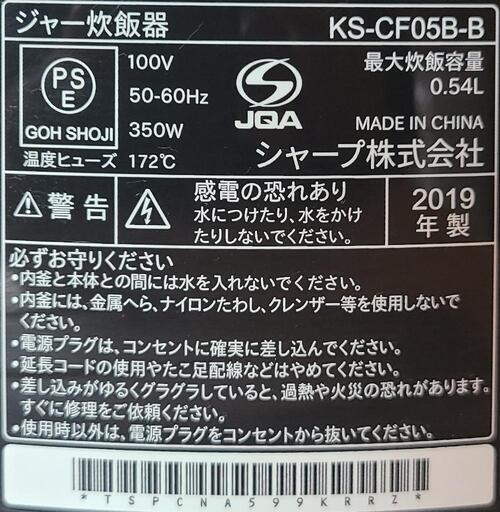 ジャー炊飯器 KS-CF05B-B
PS
E
GOH SHOJI
100V
50-60Hz
350W
温度ヒューズ 172℃
JQA
最大炊飯容量
0.54L
MADE IN CHINA
シャープ株式会社
警告
感電の恐れあり
水につけたり、水をかけ
たりしないでください。
2019
年製
必ずお守りください
・内釜と本体との間には水を入れないでください。
・内釜には、金属へら、ナイロンたわし、クレンザー等を使用しないで
ください。
・電源プラグは、コンセントに確実に差し込んでください。
・延長コードの使用やたこ足配線などはやめてください。
・差し込みがゆるくグラグラしていると、過熱や火災の恐れがあります。
すぐに修理をご依頼ください。
・使用時以外は、電源プラグをコンセントから抜いてください。
*TSPCNA599KRRZ*